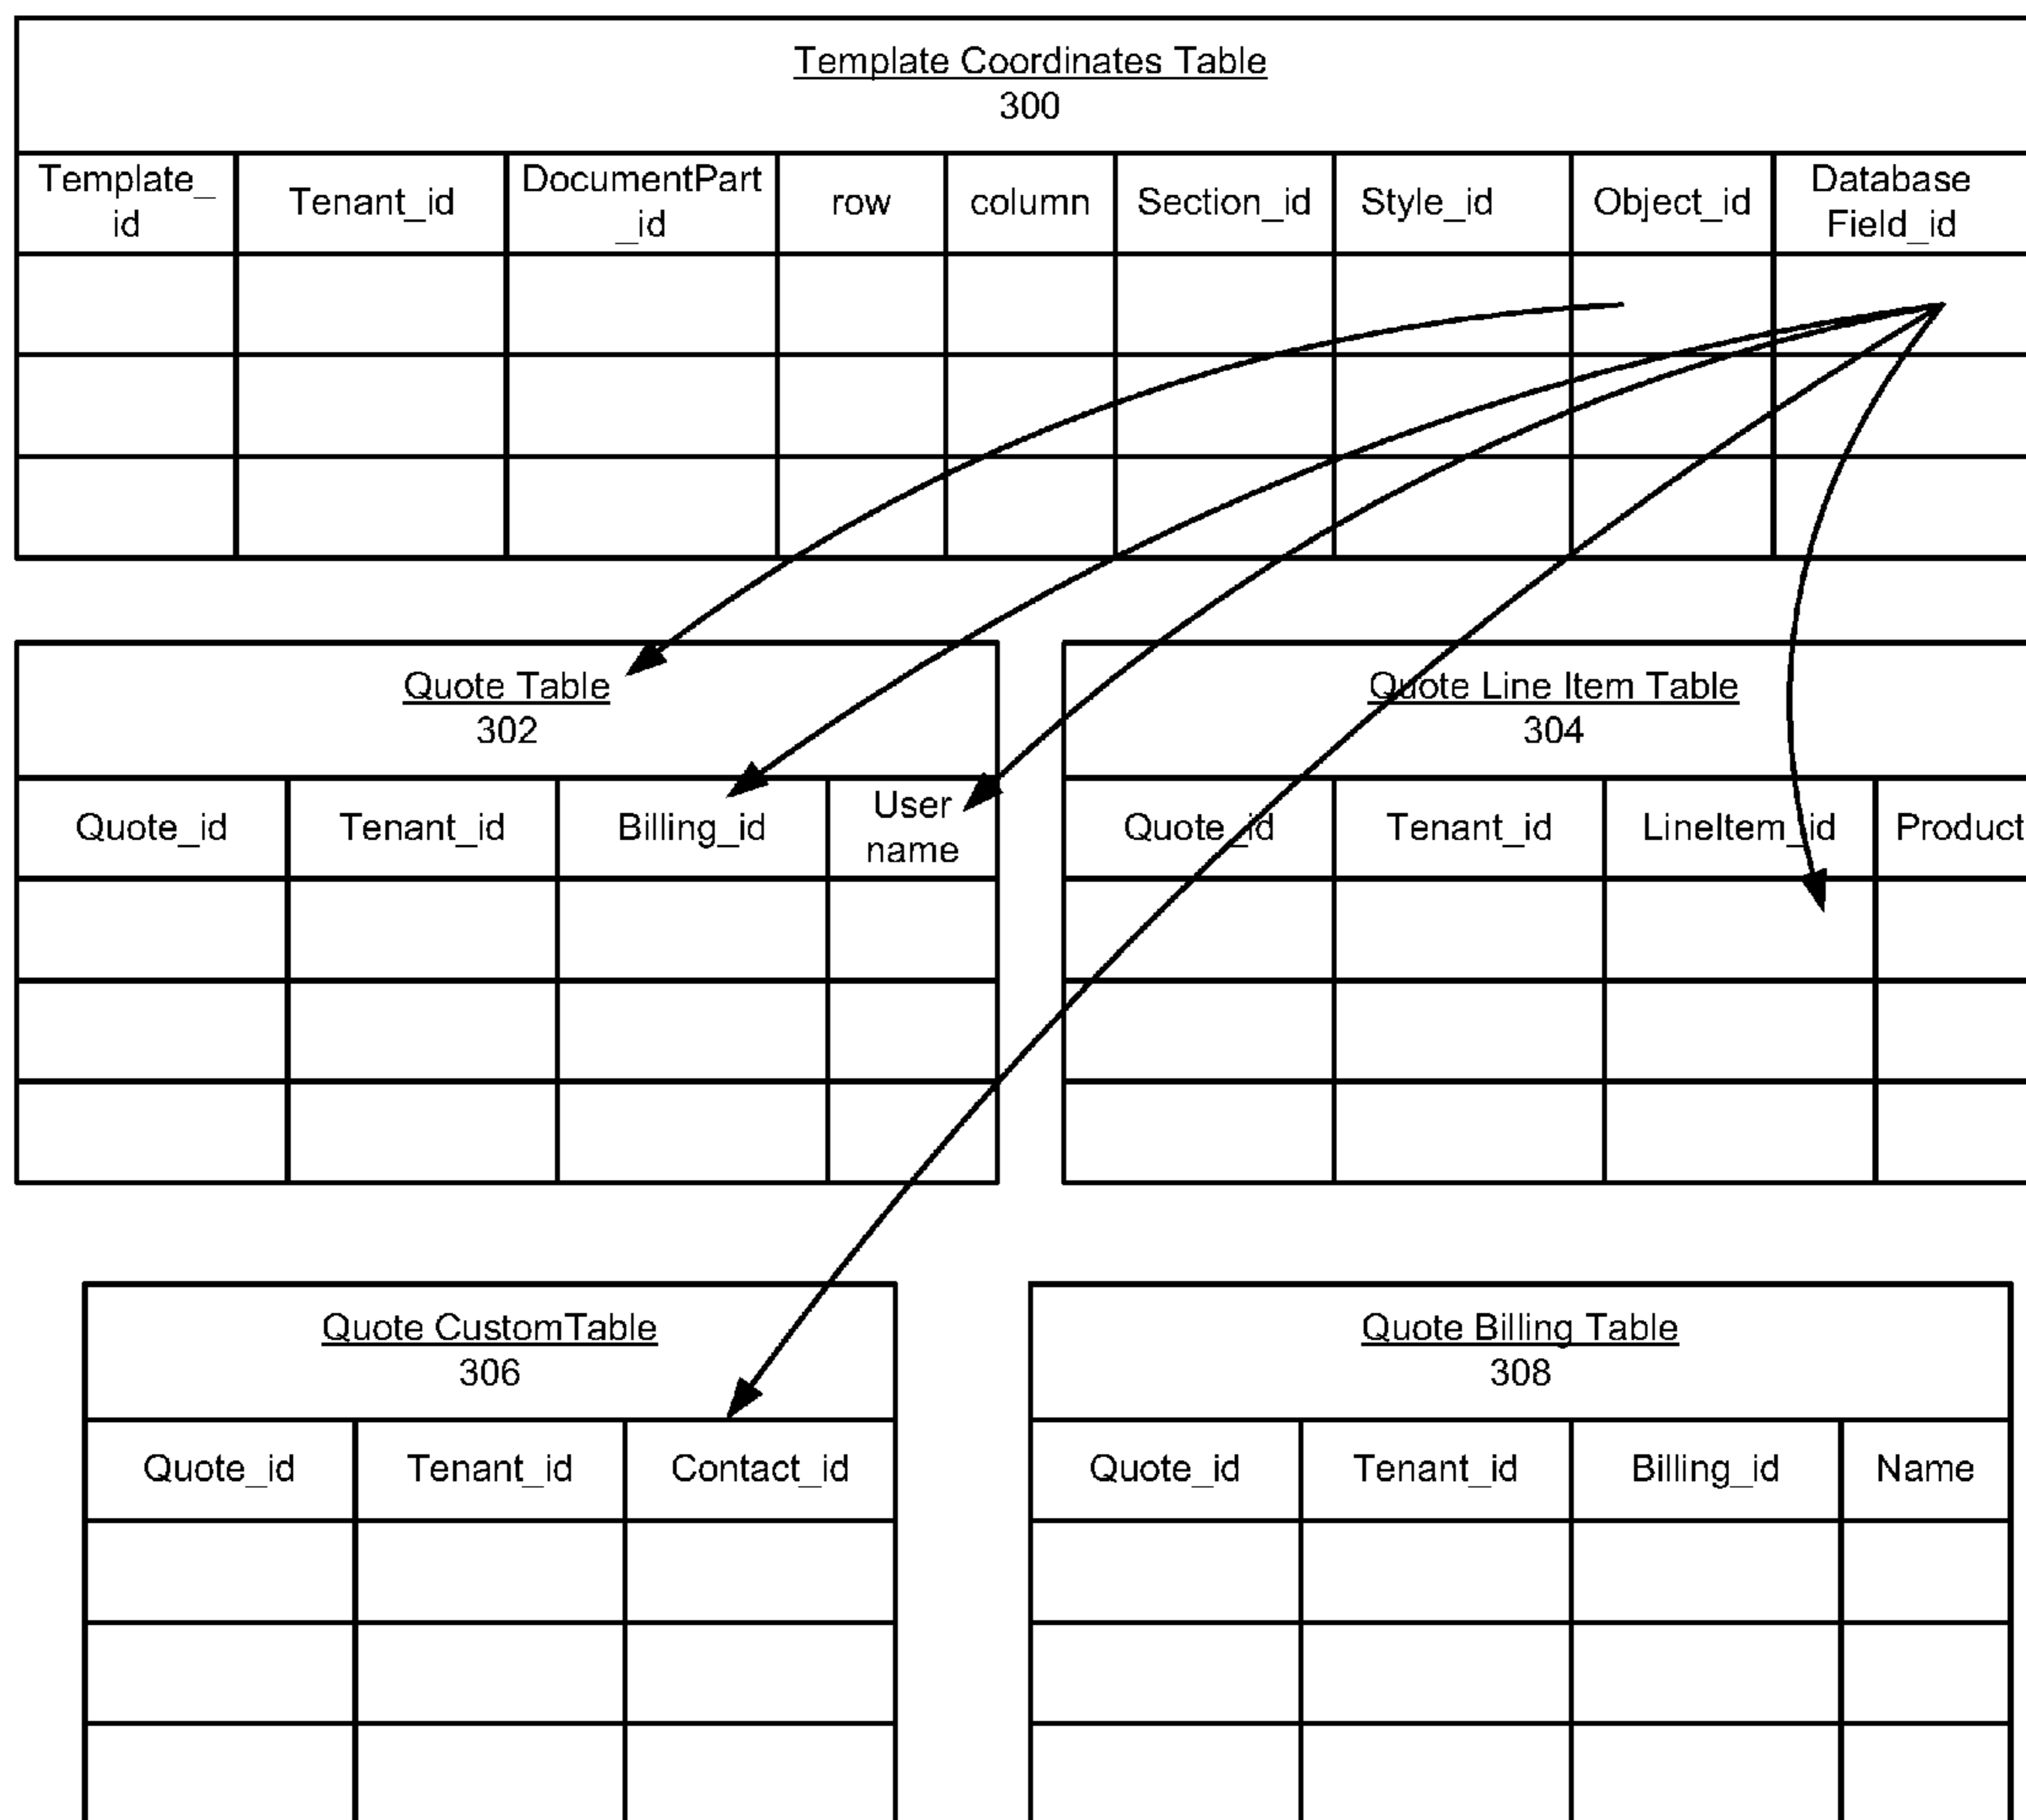 Template Coordinates Table
300
Template_
id
Tenant_id
DocumentPart
_id
row
column
Section_id
Style_id
Object_id
Database
Field_id
Quote Table
302
Quote_id
Tenant_id
Billing_id
User
name
Quote Line Item Table
304
Quote_id
Tenant_id
LineItem_id
Product
Quote CustomTable
306
Quote_id
Tenant_id
Contact_id
Quote Billing Table
308
Quote_id
Tenant_id
Billing_id
Name